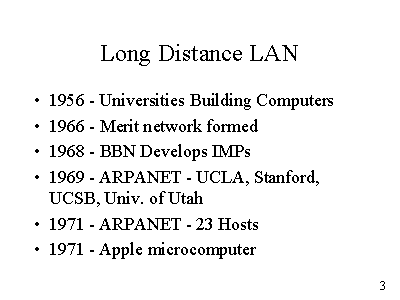 Long Distance LAN
• 1956 - Universities Building Computers
• 1966 - Merit network formed
• 1968 - BBN Develops IMPs
• 1969 - ARPANET - UCLA, Stanford,
UCSB, Univ. of Utah
• 1971 - ARPANET - 23 Hosts
• 1971 - Apple microcomputer
3